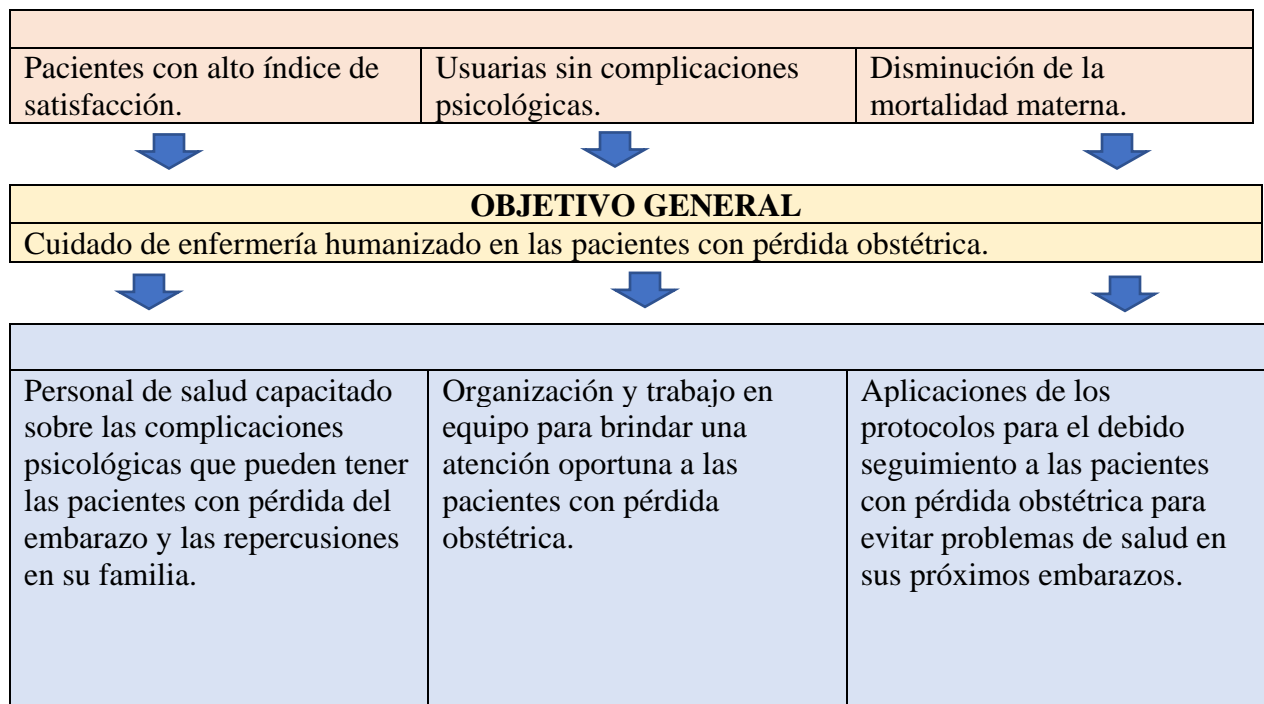 Pacientes con alto índice de
satisfacción.
Usuarias sin complicaciones
psicológicas.
Disminución de la
mortalidad materna.
OBJETIVO GENERAL
Cuidado de enfermería humanizado en las pacientes con pérdida obstétrica.
Personal de salud capacitado
sobre las complicaciones
psicológicas que pueden tener
las pacientes con pérdida del
embarazo y las repercusiones
en su familia.
Organización y trabajo en
equipo para brindar una
atención oportuna a las
pacientes con pérdida
obstétrica.
Aplicaciones de los
protocolos para el debido
seguimiento a las pacientes
con pérdida obstétrica para
evitar problemas de salud en
sus próximos embarazos.